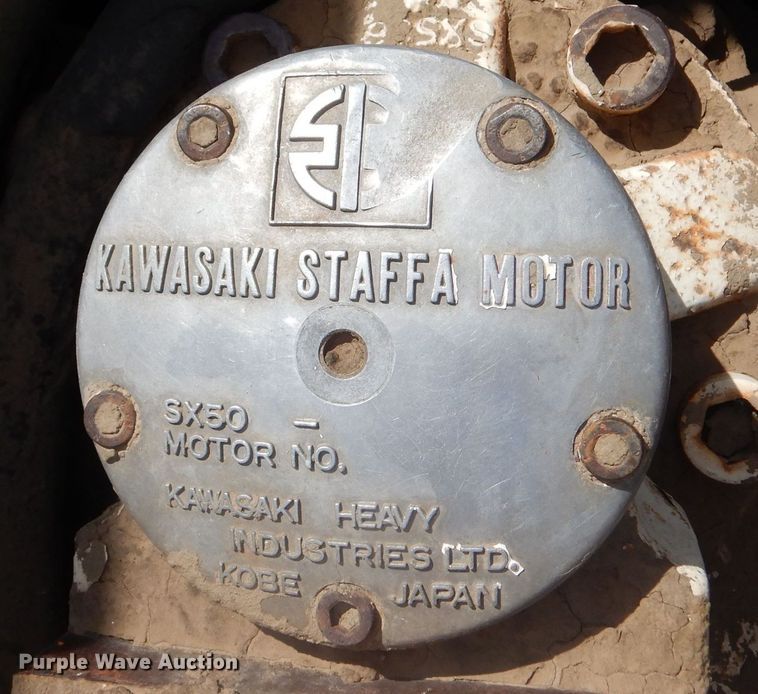 KAWASAKI STAFFA MOTOR
SX50 -
MOTOR NO.
KAWASAKI HEAVY
INDUSTRIES LTD.
KOBE JAPAN
Purple Wave Auction